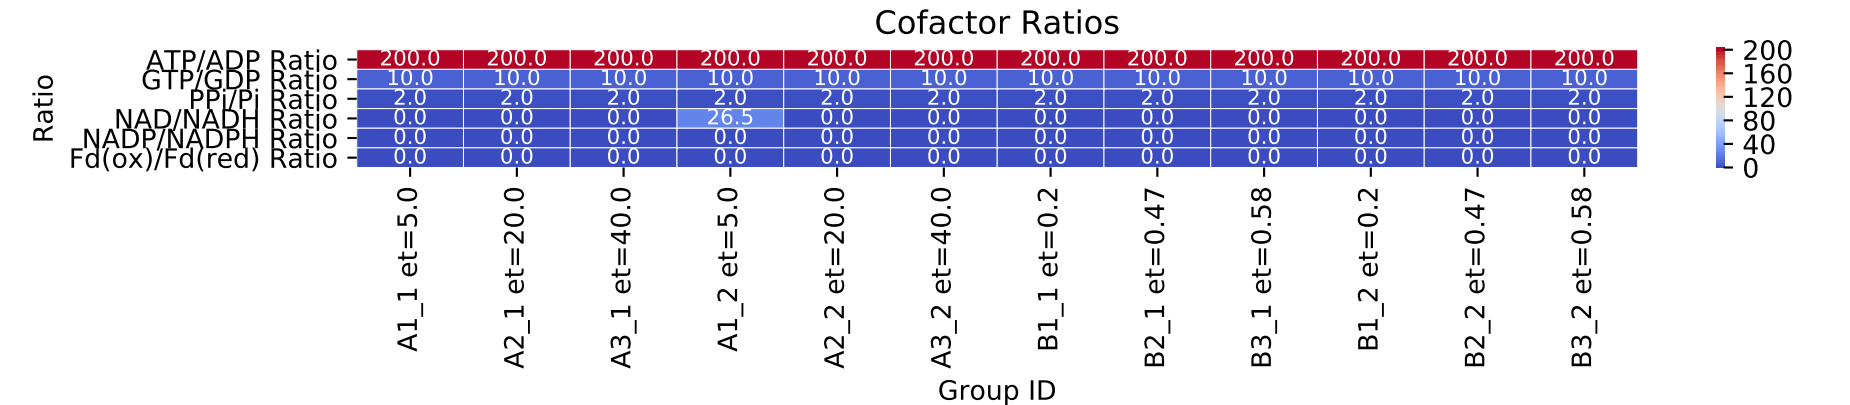 Cofactor Ratios
Ratio
ATP/ADP Ratio 200.0 200.0 200.0 200.0 200.0 200.0 200.0 200.0 200.0 200.0 200.0 200.0
GTP/GDP Ratio 10.0 10.0 10.0 10.0 10.0 10.0 10.0 10.0 10.0 10.0 10.0 10.0
PPi/Pi Ratio 2.0 2.0 2.0 2.0 2.0 2.0 2.0 2.0 2.0 2.0 2.0 2.0
NAD/NADH Ratio 0.0 0.0 0.0 26.5 0.0 0.0 0.0 0.0 0.0 0.0 0.0 0.0
NADP/NADPH Ratio 0.0 0.0 0.0 0.0 0.0 0.0 0.0 0.0 0.0 0.0 0.0 0.0
Fd(ox)/Fd(red) Ratio 0.0 0.0 0.0 0.0 0.0 0.0 0.0 0.0 0.0 0.0 0.0 0.0
A1_1 et=5.0
A2_1 et=20.0
A3_1 et=40.0
A1_2 et=5.0
A2_2 et=20.0
A3_2 et=40.0
B1_1 et=0.2
B2_1 et=0.47
B3_1 et=0.58
B1_2 et=0.2
B2_2 et=0.47
B3_2 et=0.58
Group ID
200
160
120
80
40
0